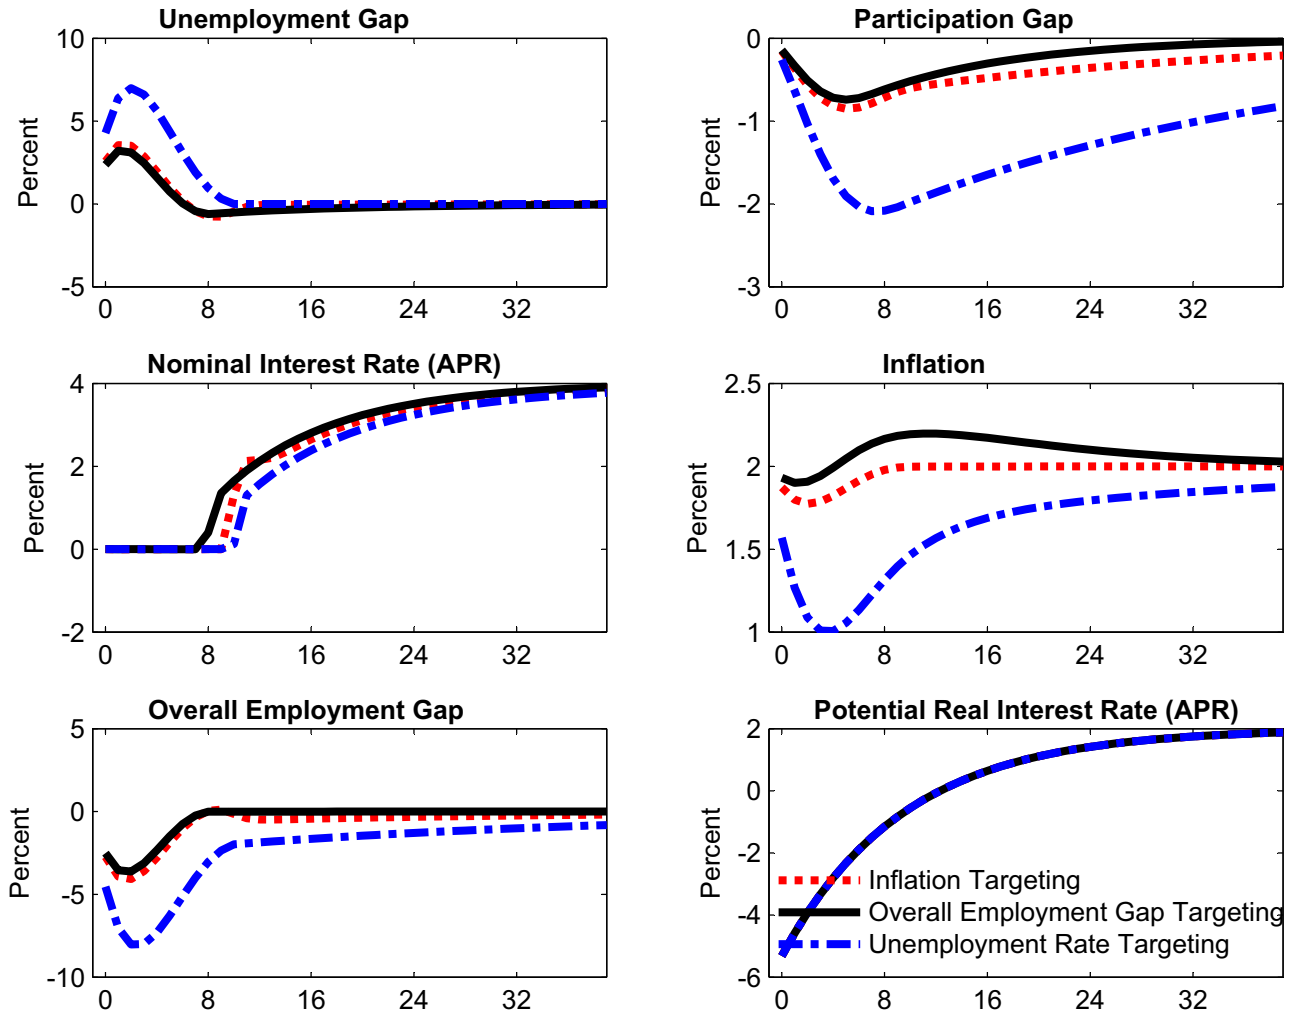 Unemployment Gap
Percent
10
5
0
-5
0 8 16 24 32
Participation Gap
Percent
0
-1
-2
-3
0 8 16 24 32
Nominal Interest Rate (APR)
Percent
4
2
0
-2
0 8 16 24 32
Inflation
Percent
2.5
2
1.5
1
0 8 16 24 32
Overall Employment Gap
Percent
5
0
-5
-10
0 8 16 24 32
Potential Real Interest Rate (APR)
Percent
2
0
-2
-4
-6
0 8 16 24 32
Inflation Targeting
Overall Employment Gap Targeting
Unemployment Rate Targeting